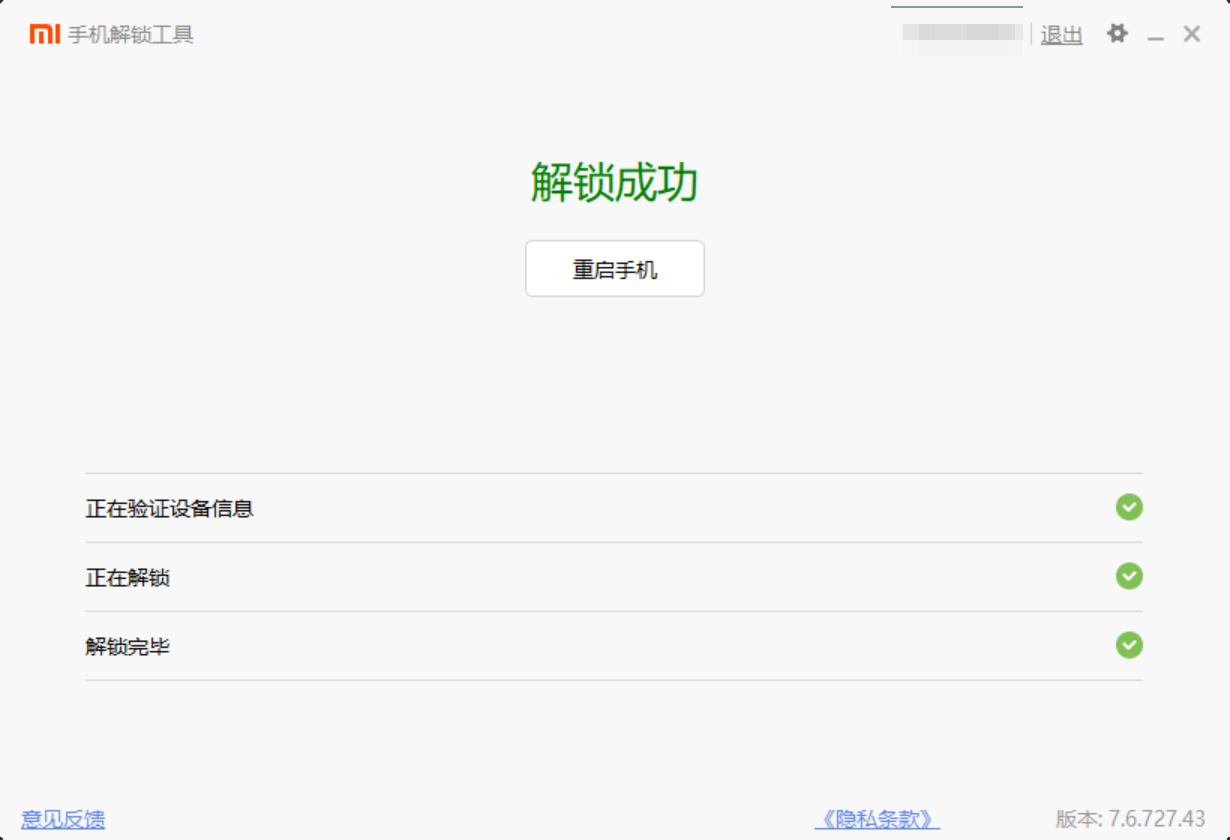 mi 手机解锁工具 退出
解锁成功
重启手机
正在验证设备信息
正在解锁
解锁完毕
意见反馈 《隐私条款》 版本: 7.6.727.43